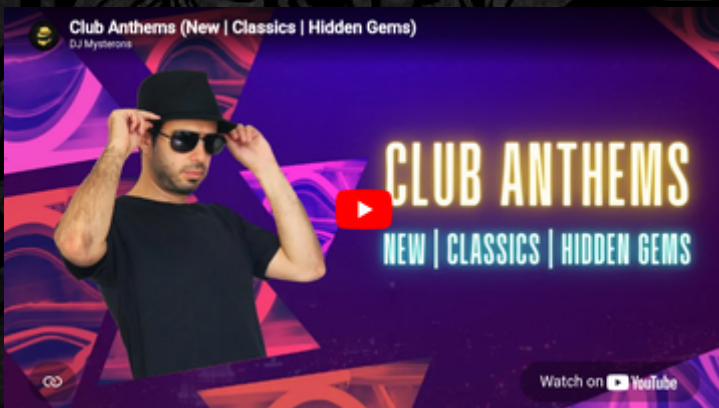 Club Anthems (New | Classics | Hidden Gems)
DJ Mysterons
CLUB ANTHEMS
NEW | CLASSICS | HIDDEN GEMS
Watch on YouTube